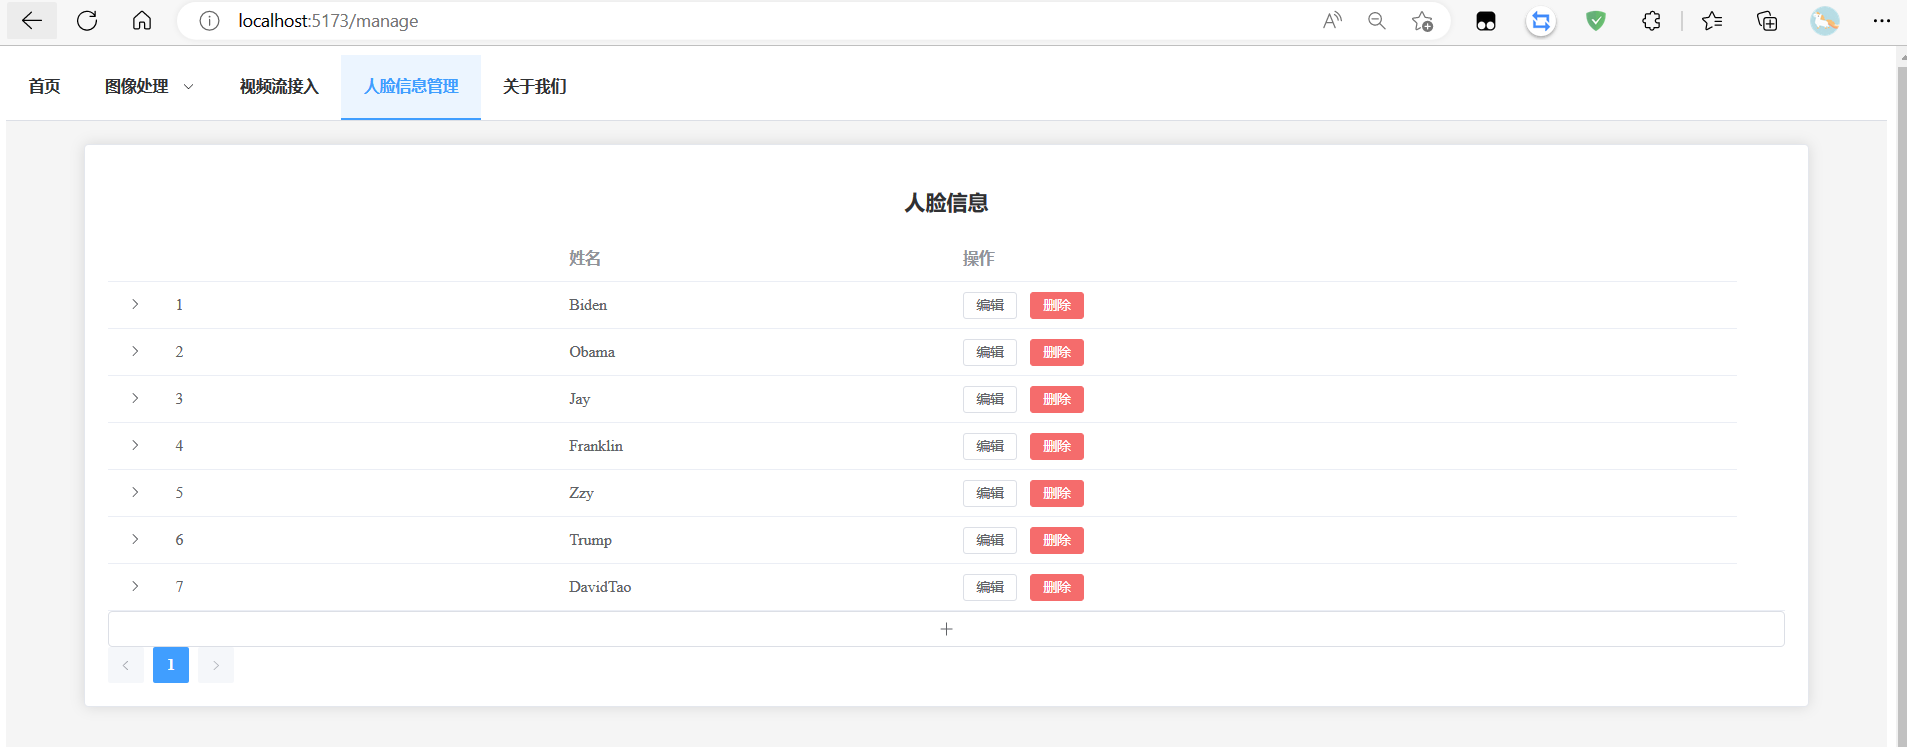 localhost:5173/manage
首页 图像处理 视频流接入 人脸信息管理 关于我们
人脸信息
姓名 操作
1 Biden 编辑 删除
2 Obama 编辑 删除
3 Jay 编辑 删除
4 Franklin 编辑 删除
5 Zzy 编辑 删除
6 Trump 编辑 删除
7 DavidTao 编辑 删除
+
< 1 >